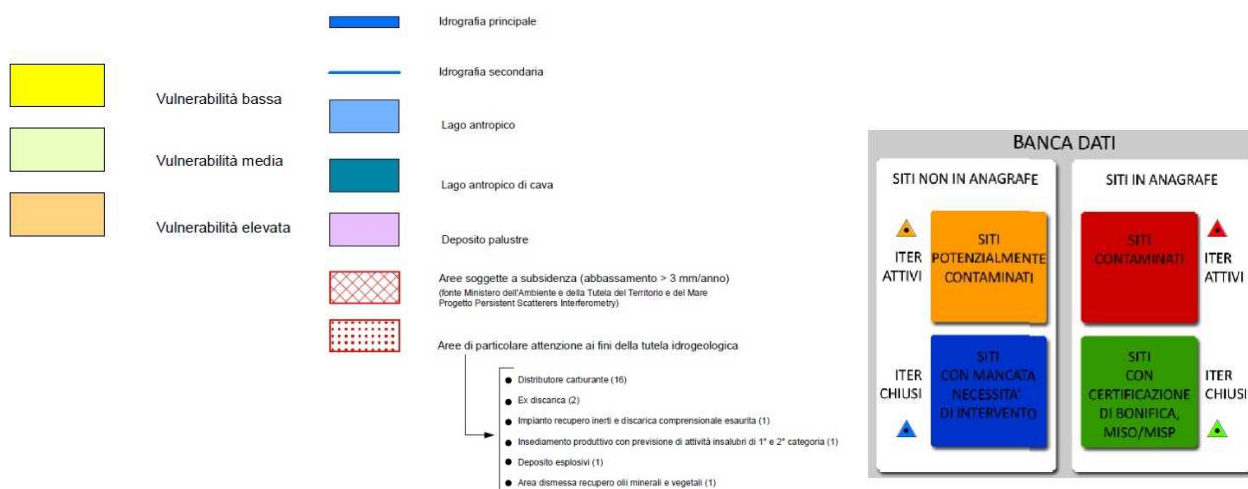 Vulnerabilità bassa
Vulnerabilità media
Vulnerabilità elevata
Idrografia principale
Idrografia secondaria
Lago antropico
Lago antropico di cava
Deposito palustre
Aree soggette a subsidenza (abbassamento > 3 mm/anno)
(fonte Ministero dell'Ambiente e della Tutela del Territorio e del Mare
Progetto Persistent Scatterers Interferometry)
Aree di particolare attenzione ai fini della tutela idrogeologica
Distributore carburante (16)
Ex discarica (2)
Impianto recupero inerti e discarica comprensionale esaurita (1)
Insediamento produttivo con previsione di attività insalubri di 1° e 2° categoria (1)
Deposito esplosivi (1)
Area dismessa recupero olii minerali e vegetali (1)
BANCA DATI
SITI NON IN ANAGRAFE
ITER
ATTIVI
SITI
POTENZIALMENTE
CONTAMINATI
ITER
CHIUSI
SITI
CON MANCATA
NECESSITA'
DI INTERVENTO
SITI IN ANAGRAFE
SITI
CONTAMINATI
ITER
ATTIVI
SITI
CON
CERTIFICAZIONE
DI BONIFICA,
MISO/MISP
ITER
CHIUSI